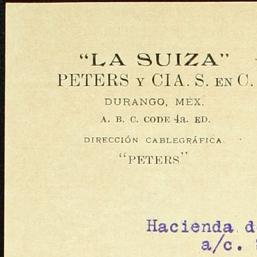 "LA SUIZA"
PETERS Y CIA. S. EN C.
DURANGO, MEX.
A. B. C. CODE 4a. ED.
DIRECCIÓN CABLEGRÁFICA
"PETERS"
Hacienda d
a/c.